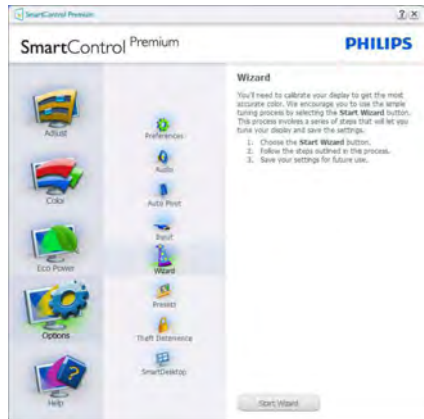 SmartControl Premium
SmartControl Premium
PHILIPS
Adjust
Color
Eco Power
Options
Help
Preferences
Audio
Auto Pivot
Input
Wizard
Presets
Theft Deterrence
SmartDesktop
Wizard
You'll need to calibrate your display to get the most
accurate color. We encourage you to use the simple
tuning process by selecting the Start Wizard button.
This process involves a series of steps that will let you
tune your display and save the settings.
1. Choose the Start Wizard button.
2. Follow the steps outlined in this process.
3. Save your settings for future use.
Start Wizard